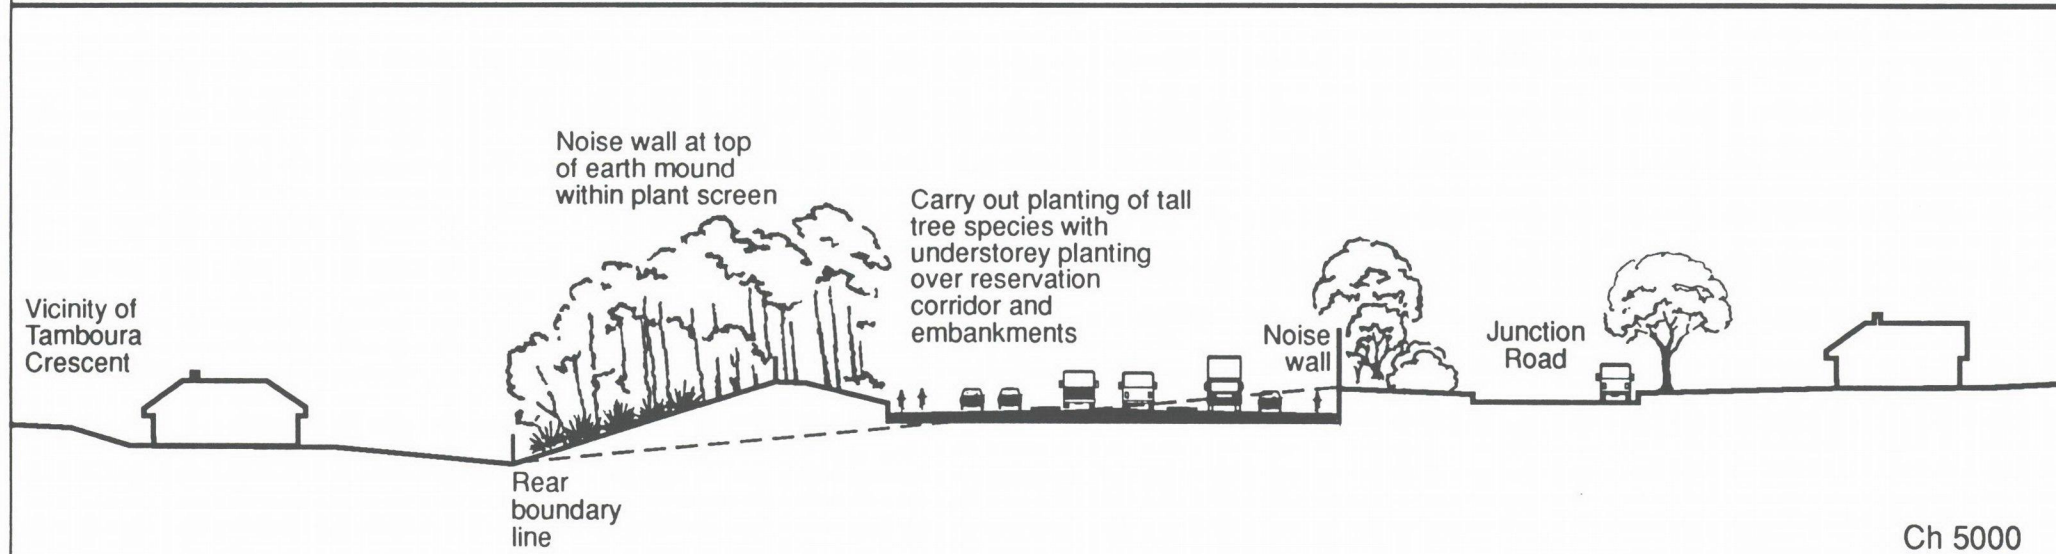 Noise wall at top
of earth mound
within plant screen
Carry out planting of tall
tree species with
understorey planting
over reservation
corridor and
embankments
Vicinity of
Tamboura
Crescent
Noise
wall
Junction
Road
Rear
boundary
line
Ch 5000